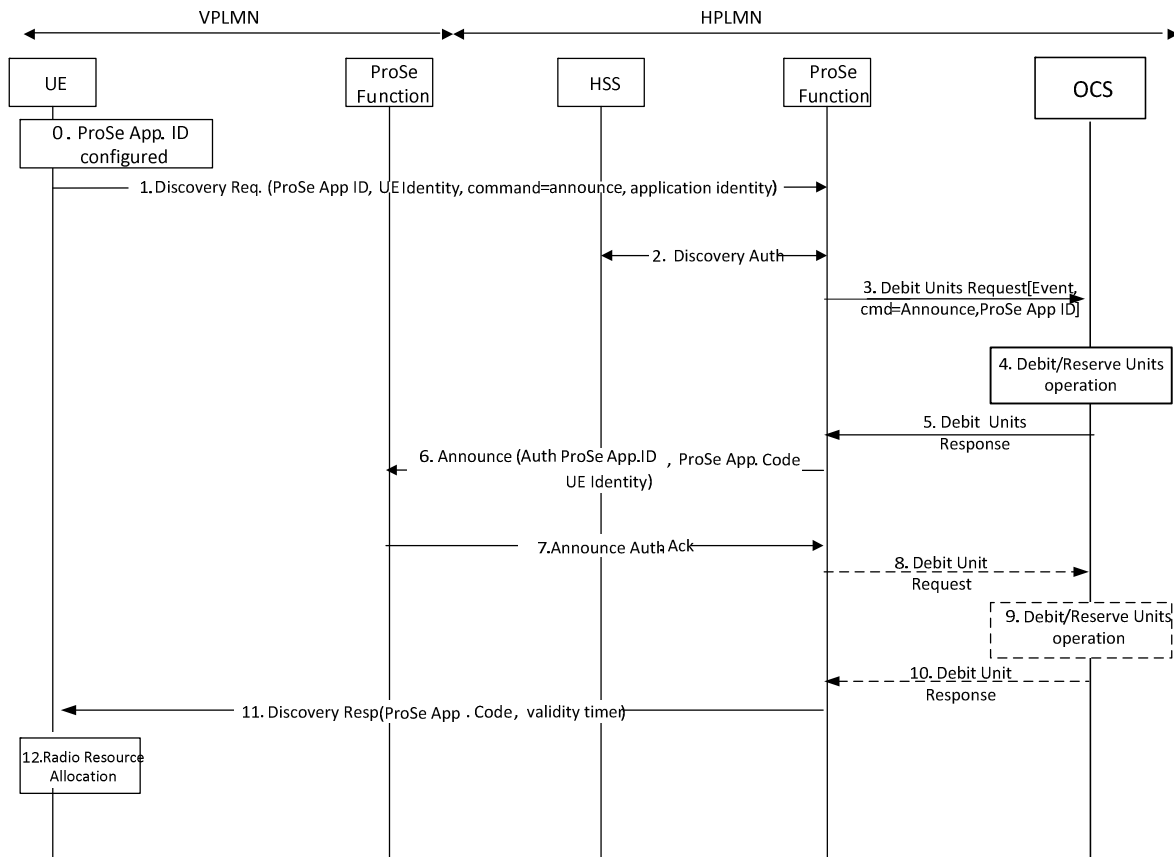 VPLMN
HPLMN
UE
ProSe
Function
HSS
ProSe
Function
OCS
0. ProSe App. ID
configured
1.Discovery Req. (ProSe App ID, UE Identity, command=announce, application identity)
2. Discovery Auth
3. Debit Units Request[Event,
cmd=Announce,ProSe App ID]
4. Debit/Reserve Units
operation
5. Debit Units
Response
6. Announce (Auth ProSe App.ID , ProSe App. Code
UE Identity)
7.Announce Auth. Ack
8. Debit Unit
Request
9. Debit/Reserve Units
operation
10. Debit Unit
Response
11. Discovery Resp(ProSe App . Code, validity timer)
12.Radio Resource
Allocation